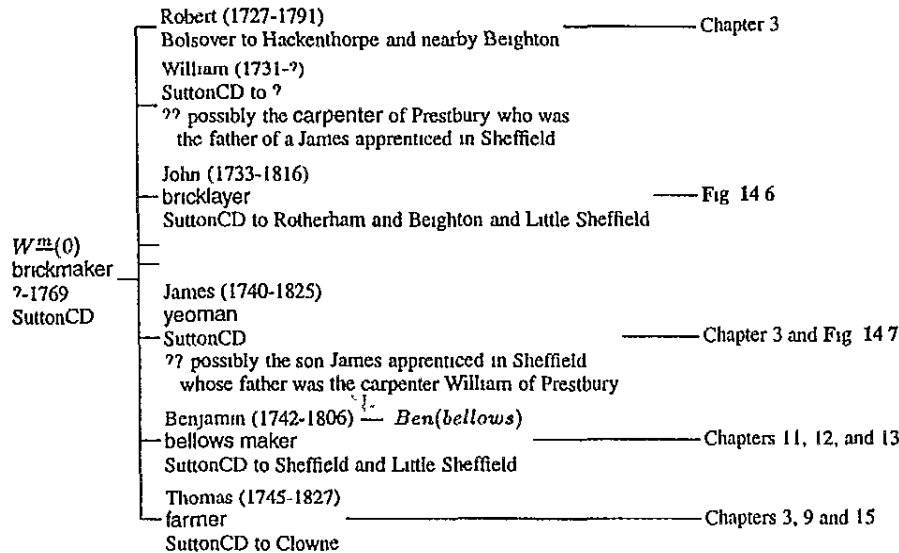 Robert (1727-1791)
Bolsover to Hackenthorpe and nearby Beighton
Chapter 3
William (1731-?)
SuttonCD to ?
?? possibly the carpenter of Prestbury who was
the father of a James apprenticed in Sheffield
John (1733-1816)
bricklayer
Fig 14 6
SuttonCD to Rotherham and Beighton and Little Sheffield
Wm(0)
brickmaker
?-1769
SuttonCD
James (1740-1825)
yeoman
SuttonCD
Chapter 3 and Fig 14 7
?? possibly the son James apprenticed in Sheffield
whose father was the carpenter William of Prestbury
Benjamin (1742-1806) — Ben(bellows)
bellows maker
Chapters 11, 12, and 13
SuttonCD to Sheffield and Little Sheffield
Thomas (1745-1827)
farmer
Chapters 3, 9 and 15
SuttonCD to Clowne